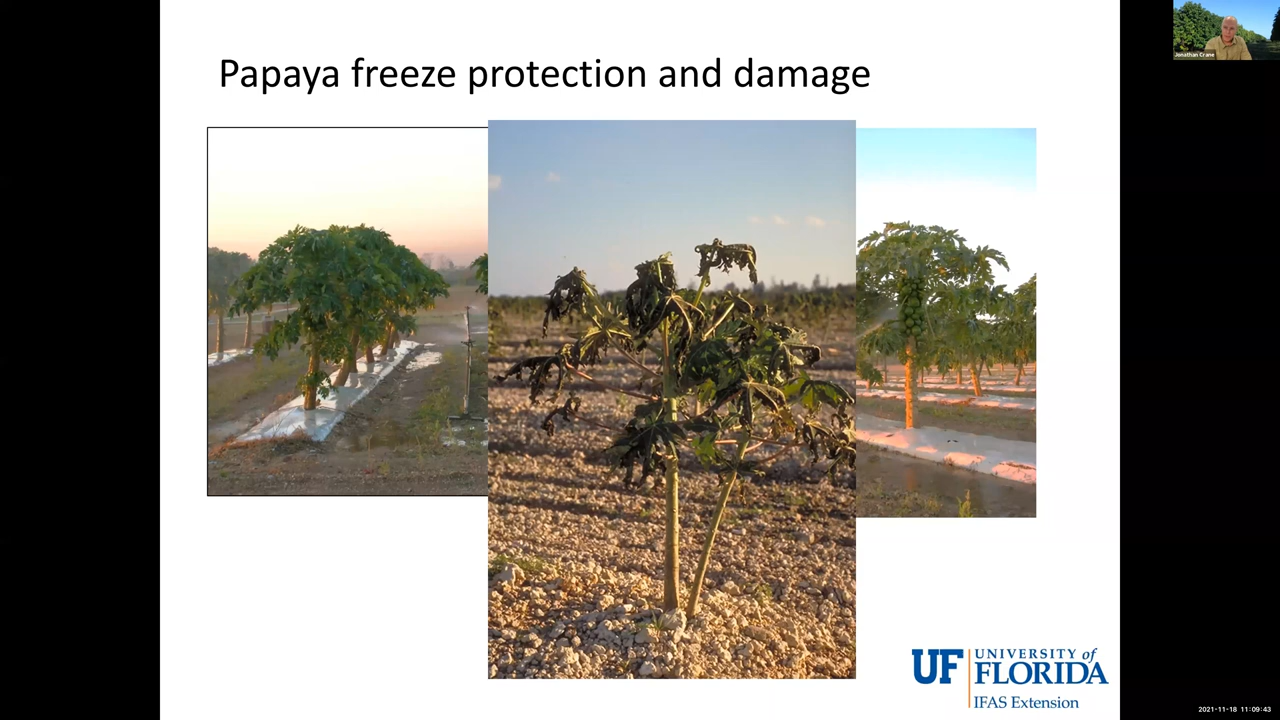 Papaya freeze protection and damage
Jonathan Crane
UF UNIVERSITY of
FLORIDA
IFAS Extension
2021-11-18 11:09:43